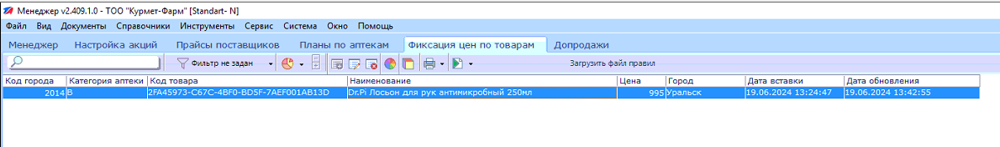 Менеджер v2.409.1.0 - ТОО "Курмет-Фарм" [Standart- N]
Файл Вид Документы Справочники Инструменты Сервис Система Окно Помощь
Менеджер Настройка акций Прайсы поставщиков Планы по аптекам Фиксация цен по товарам Допродажи
Фильтр не задан Загрузить файл правил
Код города Категория аптеки Код товара Наименование Цена Город Дата вставки Дата обновления
2014 В 2FA45973-C67C-4BF0-BD5F-7AEF001AB13D Dr.Pi Лосьон для рук антимикробный 250мл 995 Уральск 19.06.2024 13:24:47 19.06.2024 13:42:55